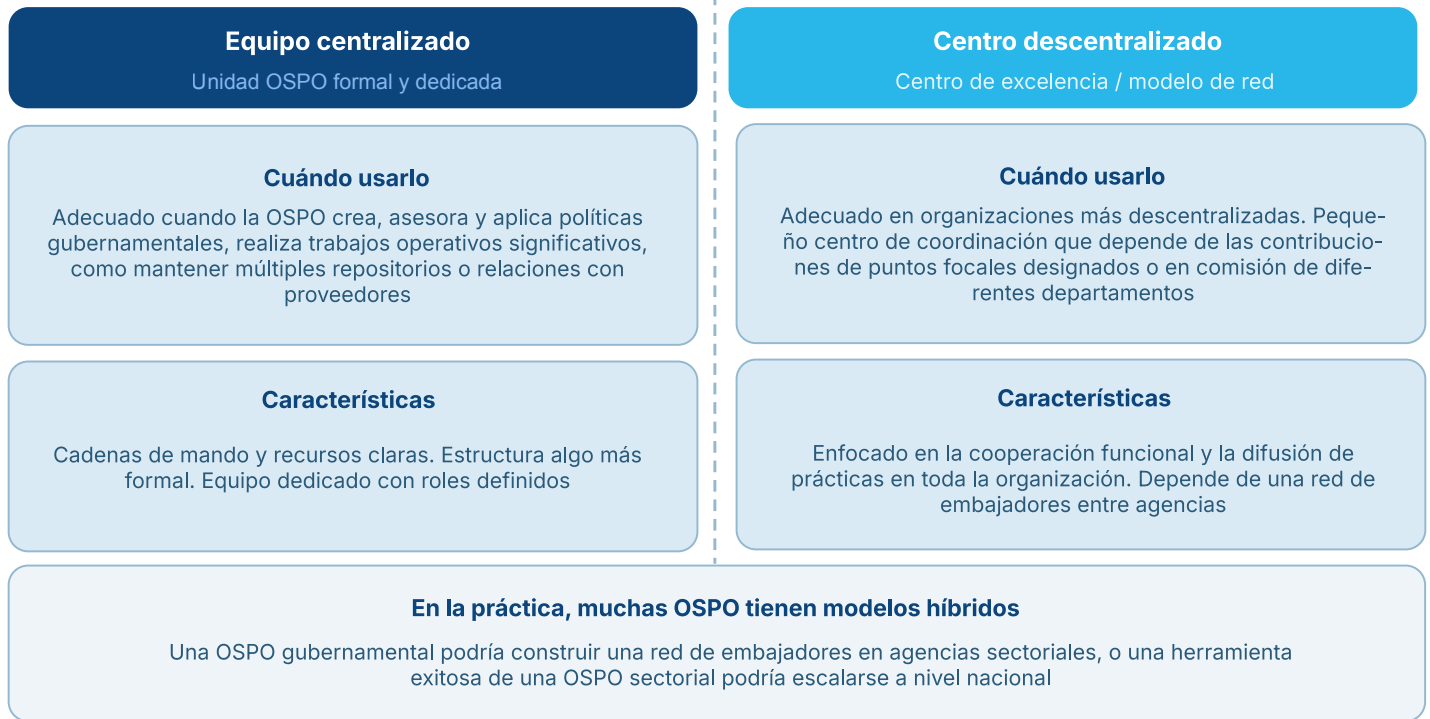 Equipo centralizado
Unidad OSPO formal y dedicada
Cuándo usarlo
Adecuado cuando la OSPO crea, asesora y aplica políticas
gubernamentales, realiza trabajos operativos significativos,
como mantener múltiples repositorios o relaciones con
proveedores
Características
Cadenas de mando y recursos claras. Estructura algo más
formal. Equipo dedicado con roles definidos
Centro descentralizado
Centro de excelencia / modelo de red
Cuándo usarlo
Adecuado en organizaciones más descentralizadas. Peque-
ño centro de coordinación que depende de las contribucio-
nes de puntos focales designados o en comisión de dife-
rentes departamentos
Características
Enfocado en la cooperación funcional y la difusión de
prácticas en toda la organización. Depende de una red de
embajadores entre agencias
En la práctica, muchas OSPO tienen modelos híbridos
Una OSPO gubernamental podría construir una red de embajadores en agencias sectoriales, o una herramienta
exitosa de una OSPO sectorial podría escalarse a nivel nacional